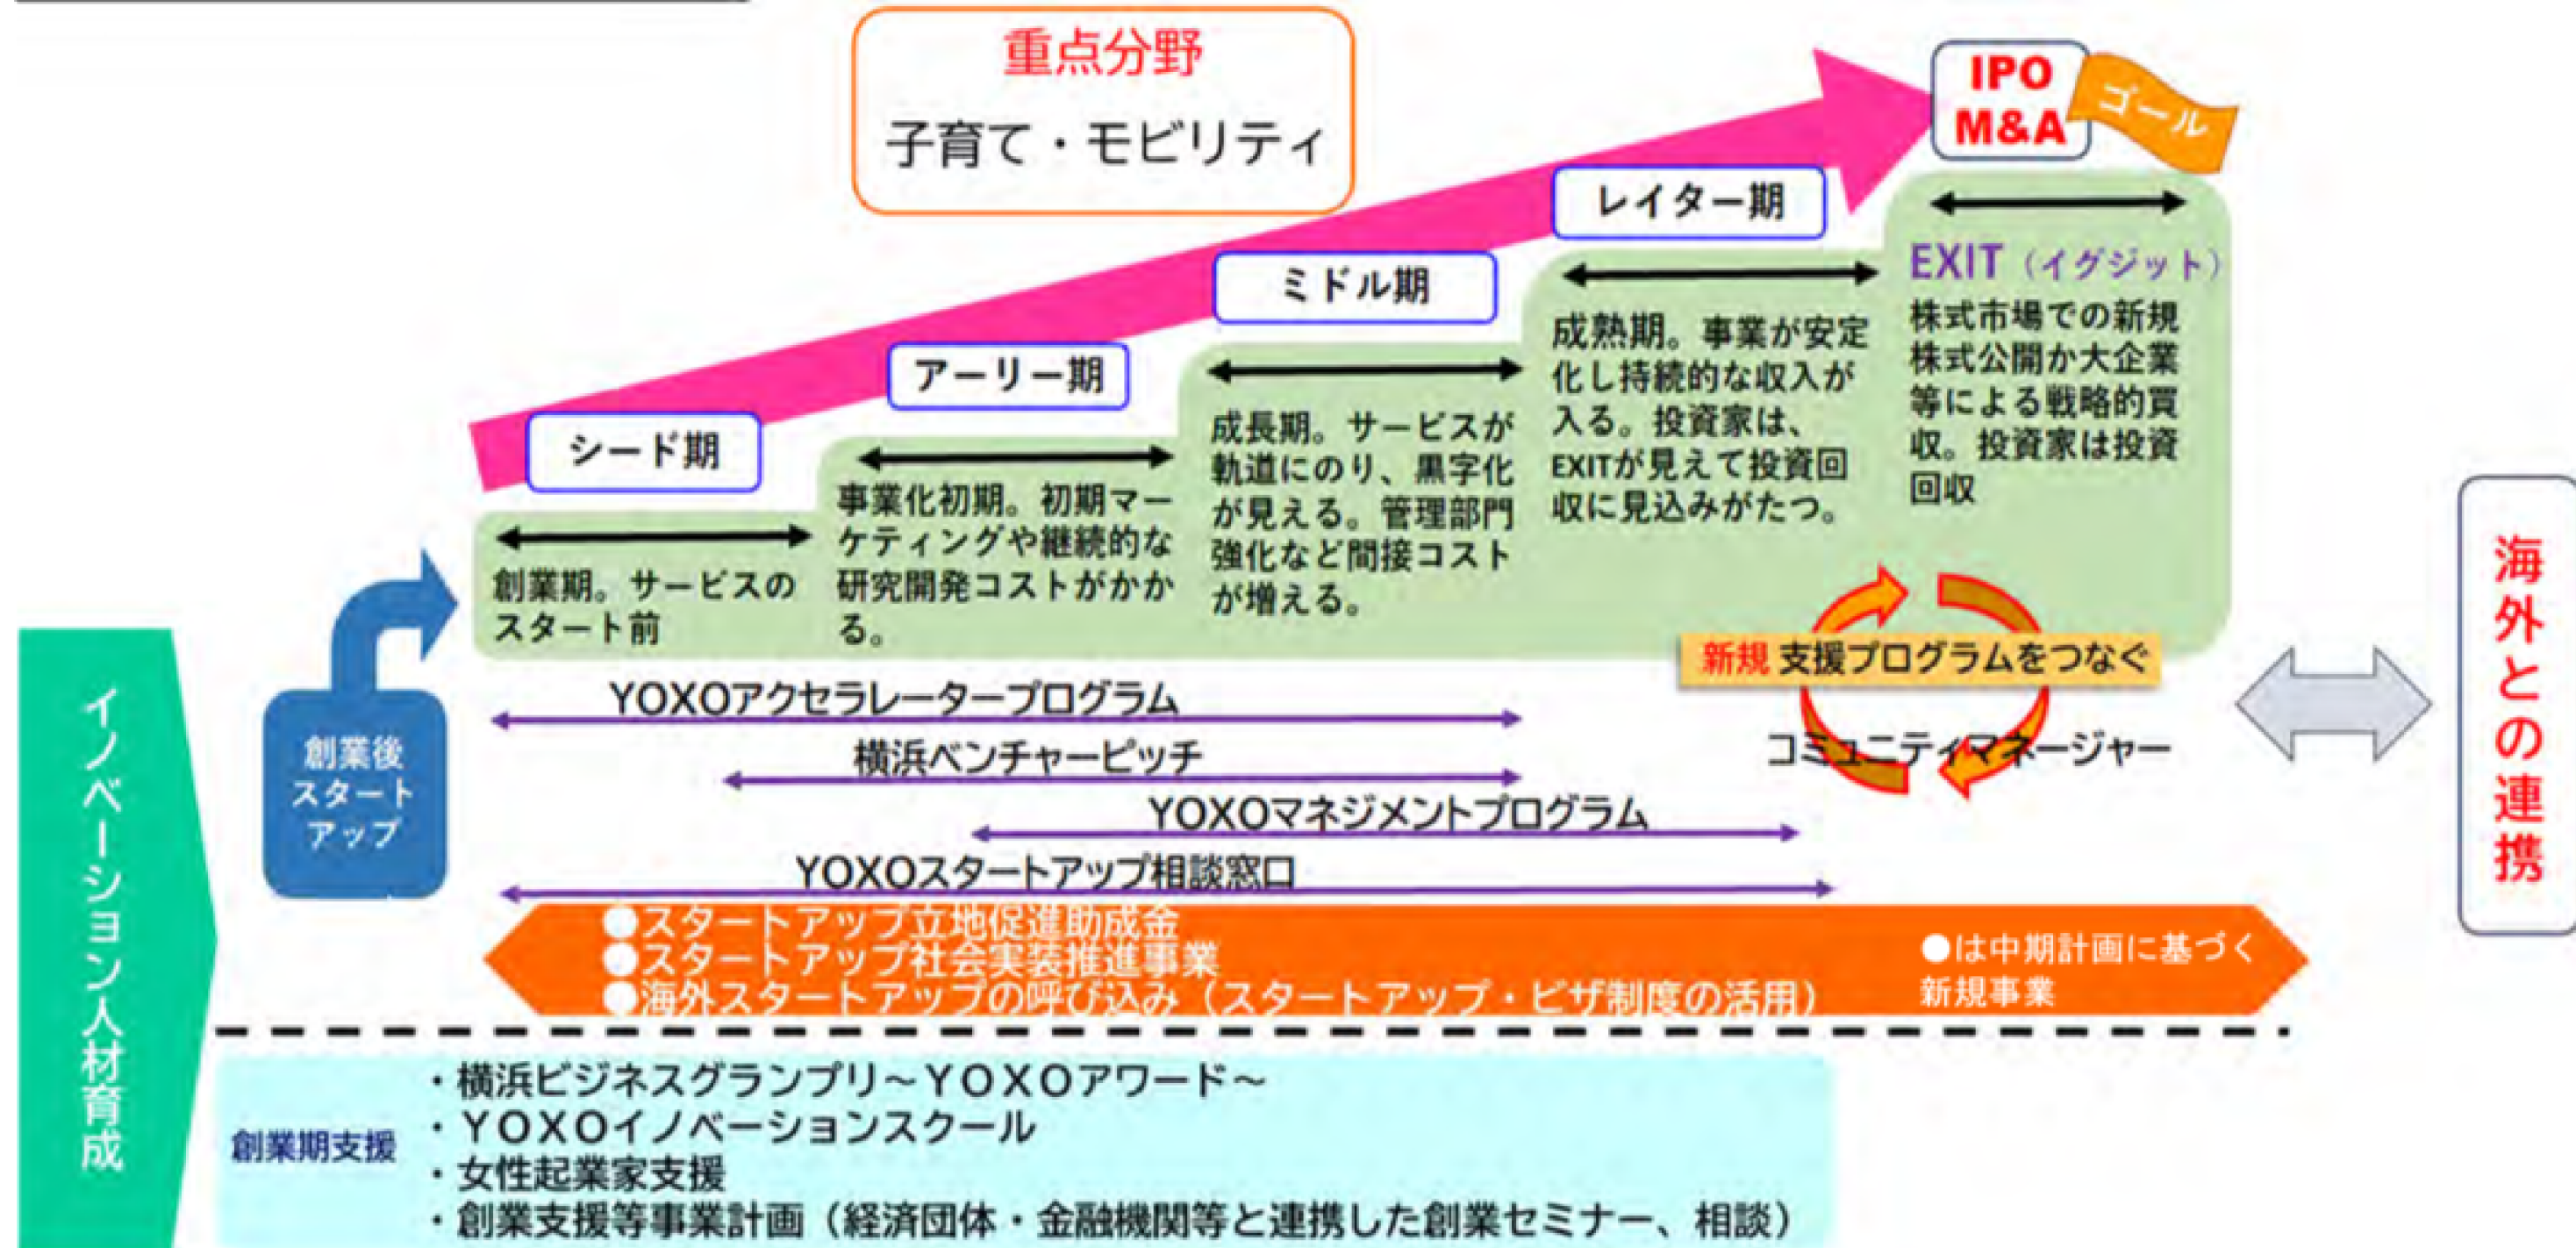 重点分野
子育て・モビリティ
IPO
M&A
ゴール
レイター期
ミドル期
アーリー期
シード期
創業期。サービスの
スタート前
事業化初期。初期マー
ケティングや継続的な
研究開発コストがかか
る。
成長期。サービスが
軌道にのり、黒字化
が見える。管理部門
強化など間接コスト
が増える。
成熟期。事業が安定
化し持続的な収入が
入る。投資家は、
EXITが見えて投資回
収に見込みがたつ。
EXIT（イグジット）
株式市場での新規
株式公開か大企業
等による戦略的買
収。投資家は投資
回収
新規 支援プログラムをつなぐ
コミュニティマネージャー
海外との連携
イノベーション人材育成
創業後
スタート
アップ
YOXOアクセラレータープログラム
横浜ベンチャーピッチ
YOXOマネジメントプログラム
YOXOスタートアップ相談窓口
●スタートアップ立地促進助成金
●スタートアップ社会実装推進事業
●海外スタートアップの呼び込み（スタートアップ・ビザ制度の活用）
●は中期計画に基づく
新規事業
創業期支援
・横浜ビジネスグランプリ～ＹＯＸＯアワード～
・ＹＯＸＯイノベーションスクール
・女性起業家支援
・創業支援等事業計画（経済団体・金融機関等と連携した創業セミナー、相談）